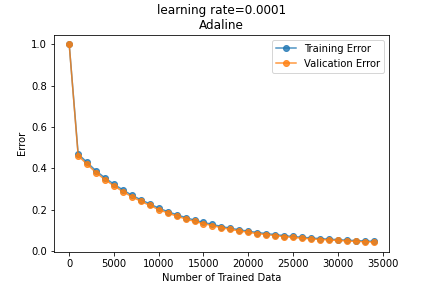 learning rate=0.0001
Adaline
Training Error
Valication Error
Error
1.0
0.8
0.6
0.4
0.2
0.0
0 5000 10000 15000 20000 25000 30000 35000
Number of Trained Data